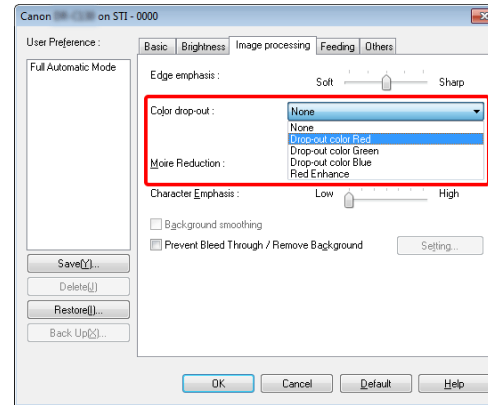 Canon on STI - 0000
User Preference :
Full Automatic Mode
Save(Y)...
Delete(J)
Restore(I)...
Back Up(X)...
Basic Brightness Image processing Feeding Others
Edge emphasis :
Soft Sharp
Color drop-out :
None
None
Drop-out color Red
Drop-out color Green
Drop-out color Blue
Red Enhance
Moire Reduction :
Character Emphasis :
Low High
Background smoothing
Prevent Bleed Through / Remove Background
Setting...
OK Cancel Default Help